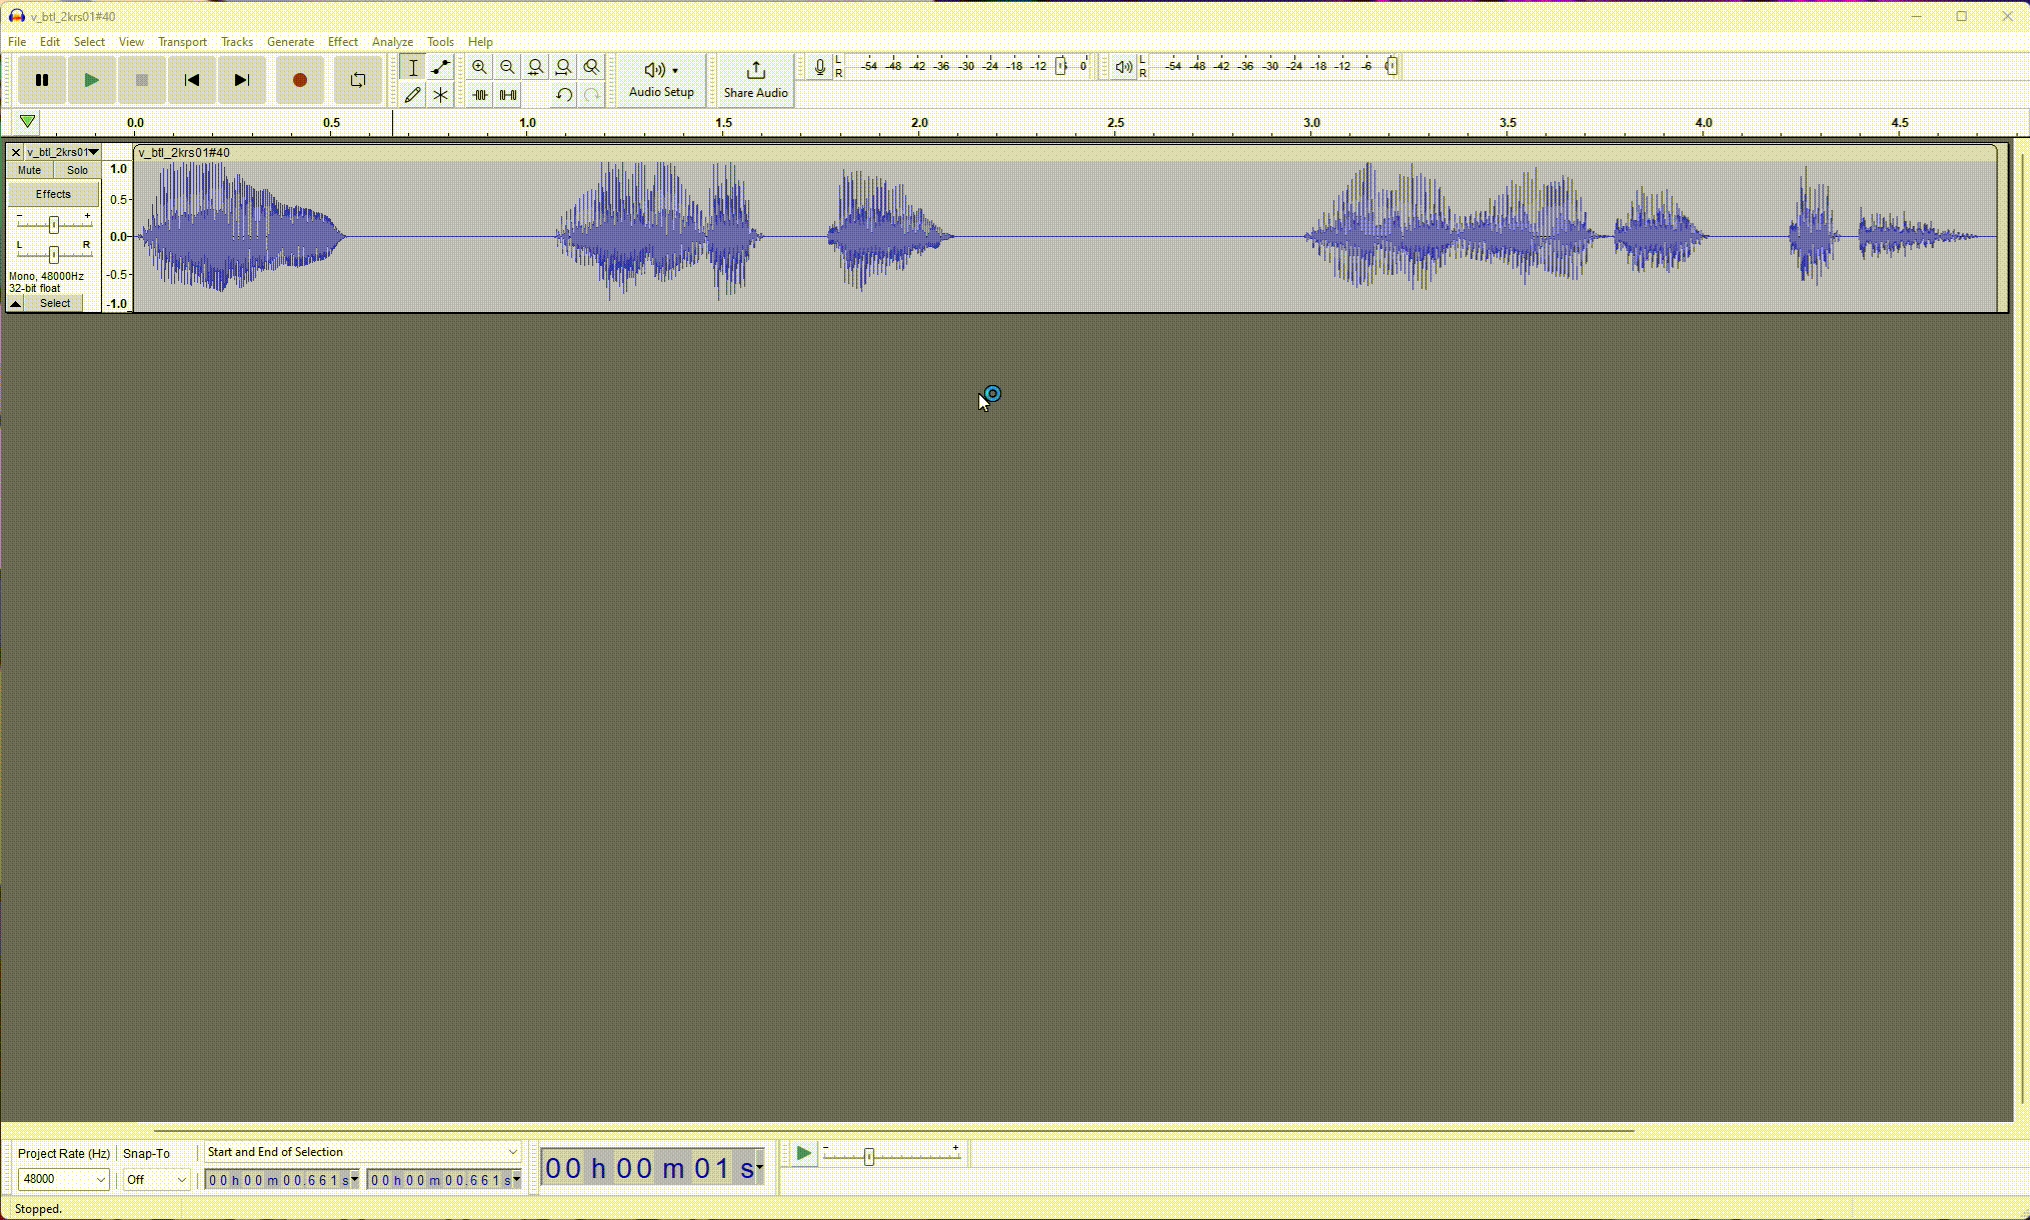 v_btl_2krs01#40
File Edit Select View Transport Tracks Generate Effect Analyze Tools Help
Audio Setup
Share Audio
L
R
-54 -48 -42 -36 -30 -24 -18 -12 0
L
R
-54 -48 -42 -36 -30 -24 -18 -12 -6
0.0 0.5 1.0 1.5 2.0 2.5 3.0 3.5 4.0 4.5
v_btl_2krs01
v_btl_2krs01#40
Mute Solo
Effects
- +
L R
Mono, 48000Hz
32-bit float
Select
1.0
0.5
0.0
-0.5
-1.0
Project Rate (Hz)
48000
Snap-To
Off
Start and End of Selection
00 h 00 m 00.661 s
00 h 00 m 00.661 s
00 h 00 m 01 s
- +
Stopped.